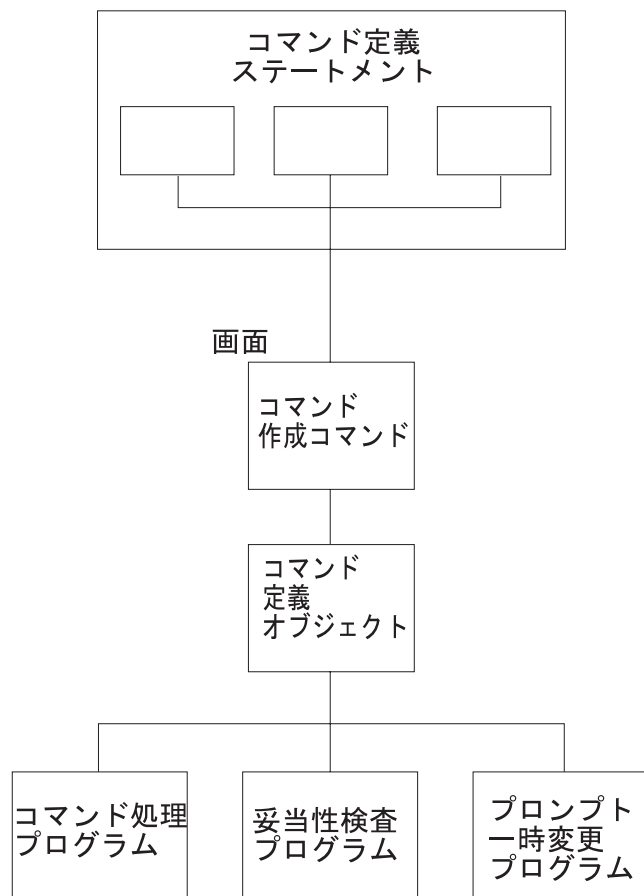 コマンド定義
ステートメント
画面
コマンド
作成コマンド
コマンド
定義
オブジェクト
コマンド処理
プログラム
妥当性検査
プログラム
プロンプト
一時変更
プログラム